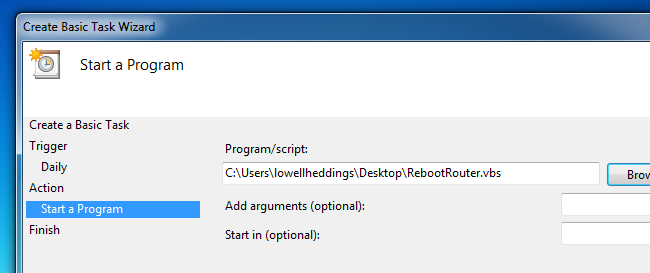 Create Basic Task Wizard
Start a Program
Create a Basic Task
Trigger
Daily
Action
Start a Program
Finish
Program/script:
C:\Users\lowellheddings\Desktop\RebootRouter.vbs
Brow
Add arguments (optional):
Start in (optional):